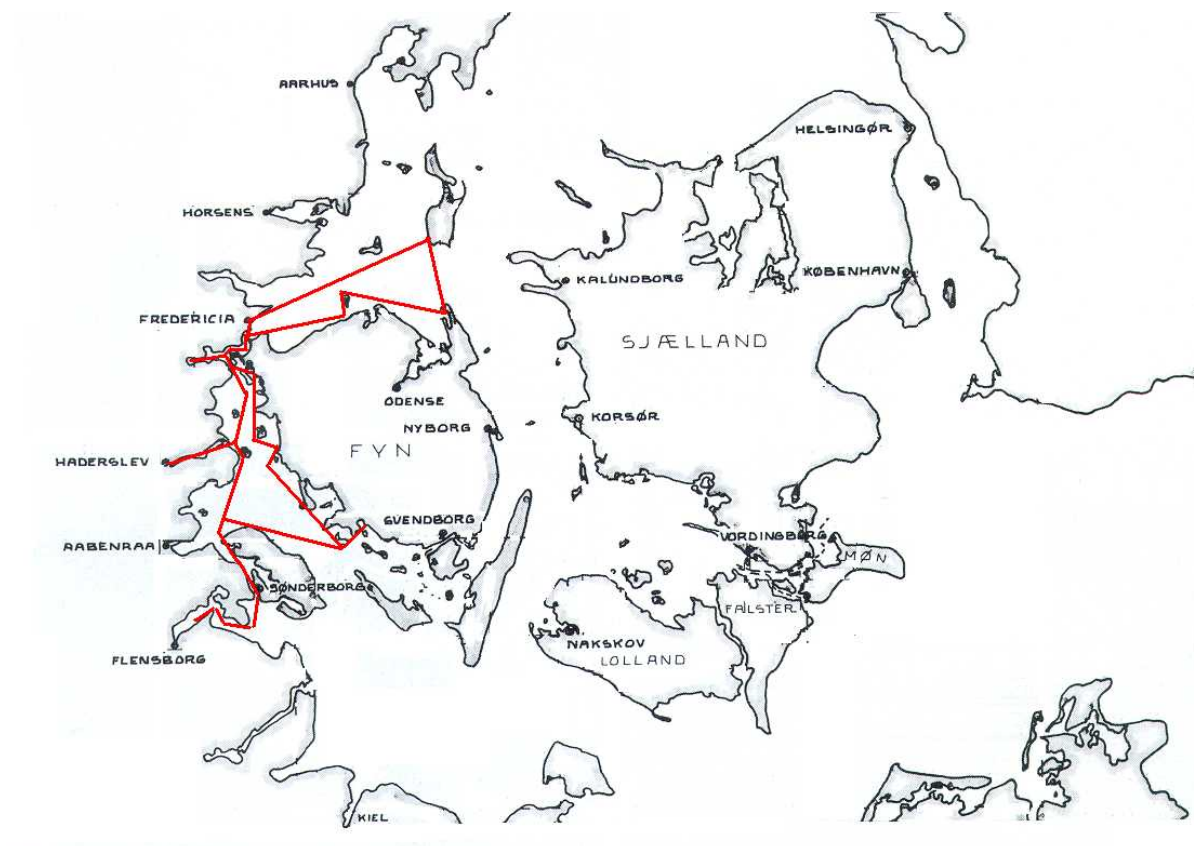 AARHUS
HELSINGØR
HORSENS
KALUNDBORG
KØBENHAVN
FREDERICIA
SJÆLLAND
ODENSE
KORSØR
NYBORG
FYN
HADERSLEV
SVENDBORG
VORDINGBORG
AABENRAA
MØN
SØNDERBORG
FALSTER
NAKSKOV
LOLLAND
FLENSBORG
KIEL